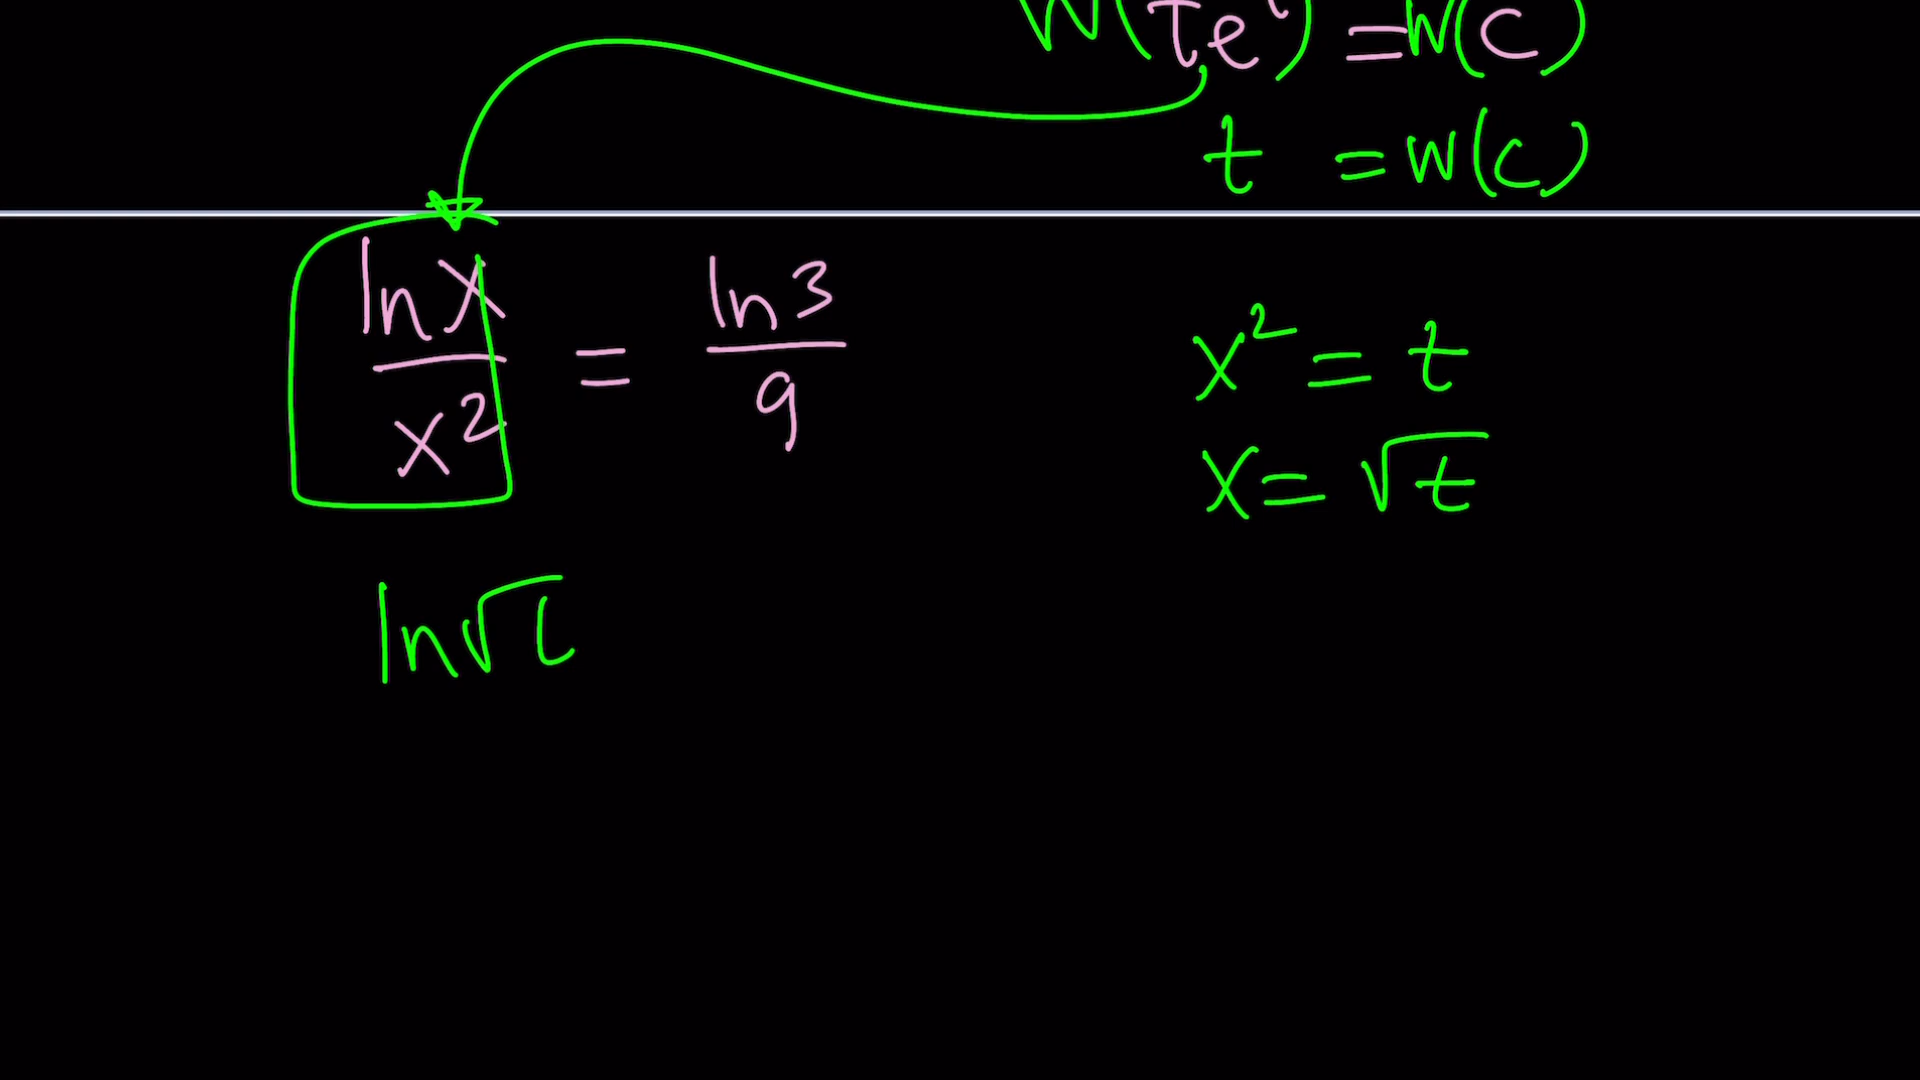 W(te^t) = W(c)
t = W(c)
ln x / x² = ln 3 / 9
x² = t
x = √t
ln √t